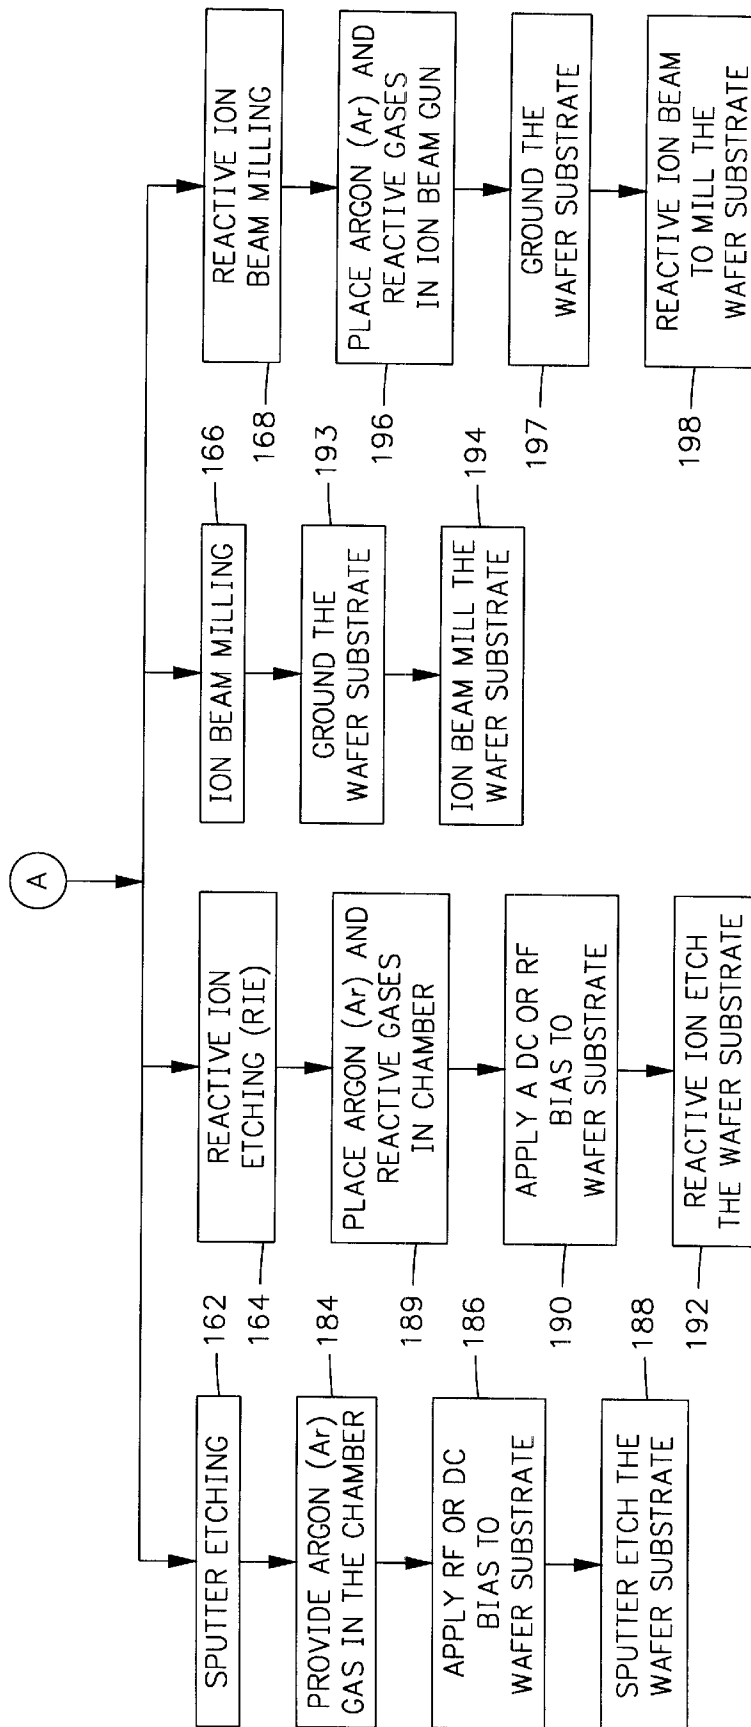 A
SPUTTER ETCHING
162
PROVIDE ARGON (Ar)
GAS IN THE CHAMBER
184
APPLY RF OR DC
BIAS TO
WAFER SUBSTRATE
186
SPUTTER ETCH THE
WAFER SUBSTRATE
188
REACTIVE ION
ETCHING (RIE)
164
PLACE ARGON (Ar) AND
REACTIVE GASES
IN CHAMBER
189
APPLY A DC OR RF
BIAS TO
WAFER SUBSTRATE
190
REACTIVE ION ETCH
THE WAFER SUBSTRATE
192
ION BEAM MILLING
166
GROUND THE
WAFER SUBSTRATE
193
ION BEAM MILL THE
WAFER SUBSTRATE
194
REACTIVE ION
BEAM MILLING
168
PLACE ARGON (Ar) AND
REACTIVE GASES
IN ION BEAM GUN
196
GROUND THE
WAFER SUBSTRATE
197
REACTIVE ION BEAM
TO MILL THE
WAFER SUBSTRATE
198